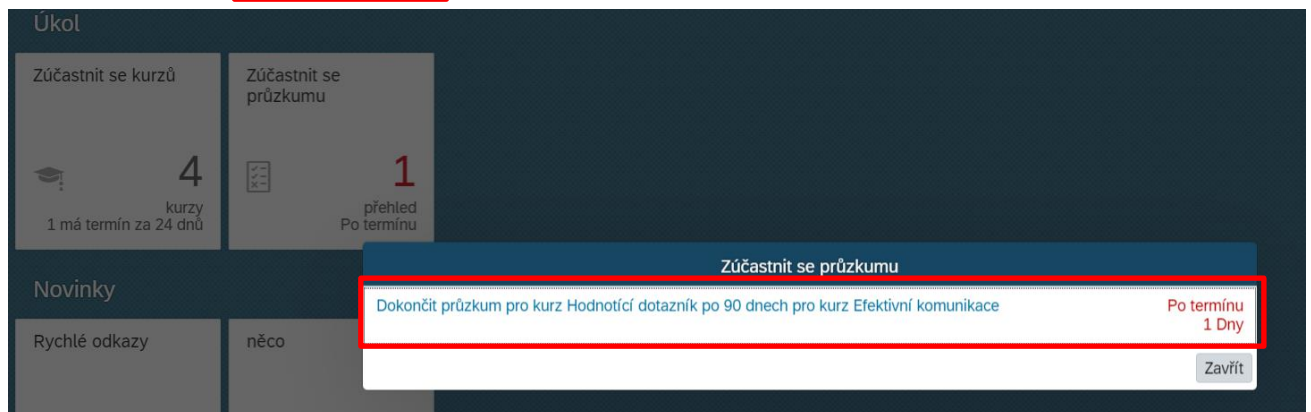 Úkol
Zúčastnit se kurzů
Zúčastnit se
průzkumu
4
kurzy
1 má termín za 24 dnů
1
přehled
Po termínu
Zúčastnit se průzkumu
Dokončit průzkum pro kurz Hodnotící dotazník po 90 dnech pro kurz Efektivní komunikace
Po termínu
1 Dny
Zavřít
Novinky
Rychlé odkazy
něco